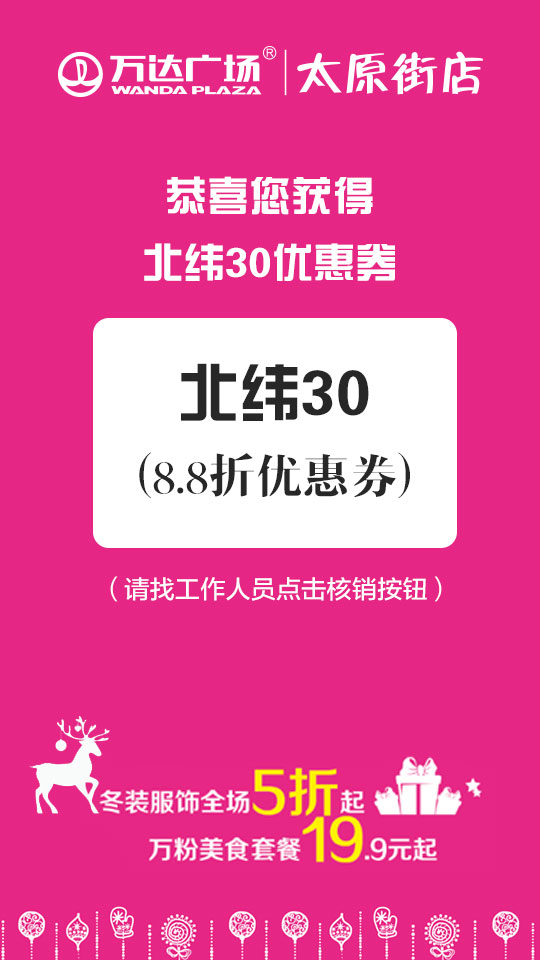 万达广场® 太原街店
WANDA PLAZA
恭喜您获得
北纬30优惠券
北纬30
(8.8折优惠券)
（请找工作人员点击核销按钮）
冬装服饰全场5折起
万粉美食套餐19.9元起